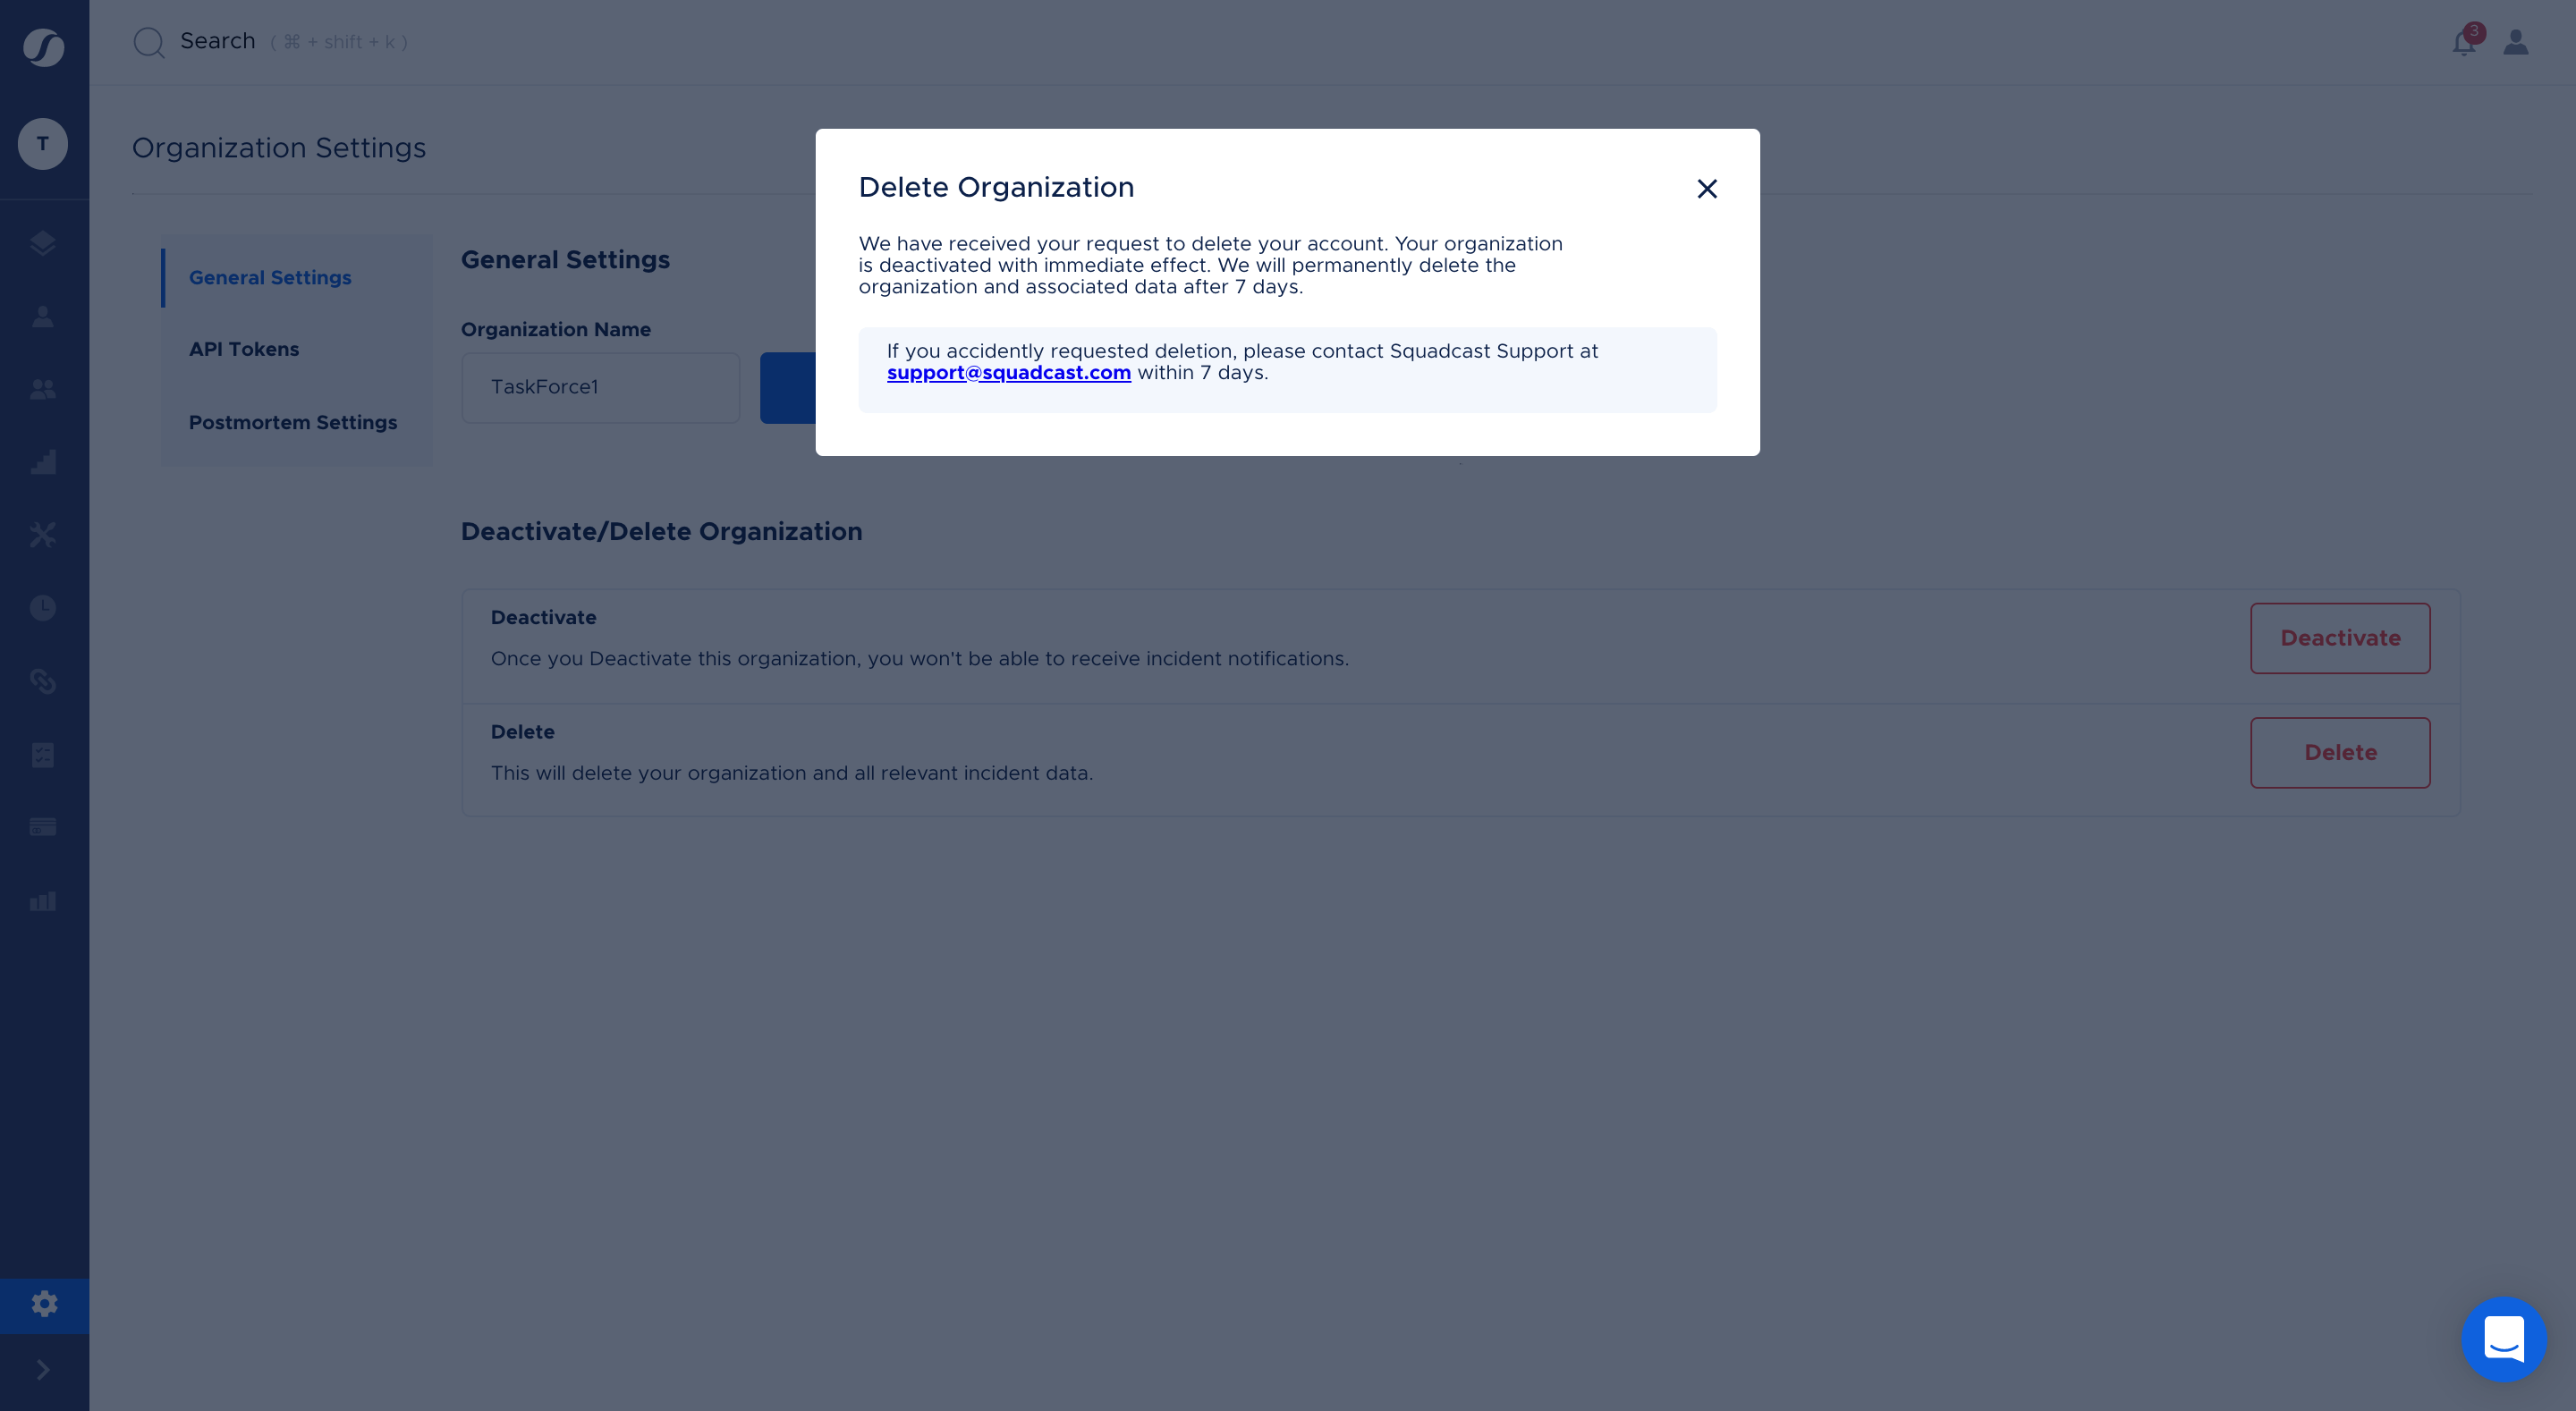 Search ( ⌘ + shift + k )
3
T
Organization Settings
Delete Organization
We have received your request to delete your account. Your organization
is deactivated with immediate effect. We will permanently delete the
organization and associated data after 7 days.
If you accidently requested deletion, please contact Squadcast Support at
support@squadcast.com within 7 days.
General Settings
API Tokens
Postmortem Settings
General Settings
Organization Name
TaskForce1
Deactivate/Delete Organization
Deactivate
Once you Deactivate this organization, you won't be able to receive incident notifications.
Deactivate
Delete
This will delete your organization and all relevant incident data.
Delete